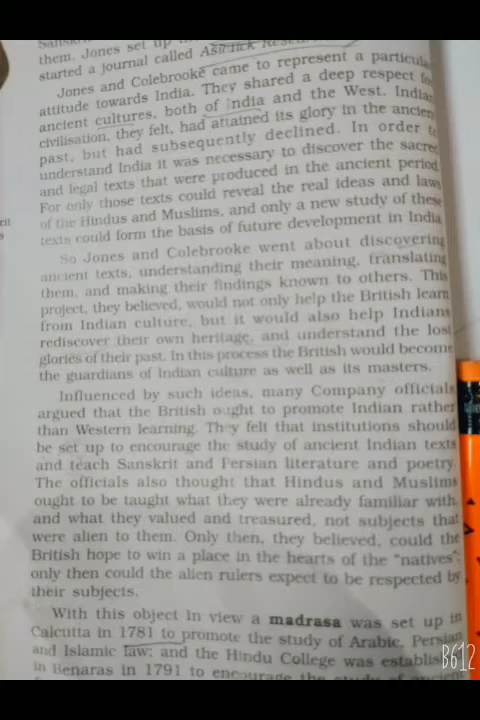 them. Jones set up
started a journal called Asiatick Resear
Jones and Colebrooke came to represent a particular
attitude towards India. They shared a deep respect for
ancient cultures, both of India and the West. Indian
civilisation, they felt, had attained its glory in the ancient
past, but had subsequently declined. In order to
understand India it was necessary to discover the sacred
and legal texts that were produced in the ancient period.
For only those texts could reveal the real ideas and laws
of the Hindus and Muslims, and only a new study of these
texts could form the basis of future development in India.
So Jones and Colebrooke went about discovering
ancient texts, understanding their meaning, translating
them, and making their findings known to others. This
project, they believed, would not only help the British learn
from Indian culture, but it would also help Indians
rediscover their own heritage, and understand the lost
glories of their past. In this process the British would become
the guardians of Indian culture as well as its masters.
Influenced by such ideas, many Company officials
argued that the British ought to promote Indian rather
than Western learning. They felt that institutions should
be set up to encourage the study of ancient Indian texts
and teach Sanskrit and Persian literature and poetry.
The officials also thought that Hindus and Muslims
ought to be taught what they were already familiar with,
and what they valued and treasured, not subjects that
were alien to them. Only then, they believed, could the
British hope to win a place in the hearts of the "natives";
only then could the alien rulers expect to be respected by
their subjects.
With this object in view a madrasa was set up in
Calcutta in 1781 to promote the study of Arabic, Persian
and Islamic law; and the Hindu College was establis
in Benaras in 1791 to encourage the study of ancient
B612